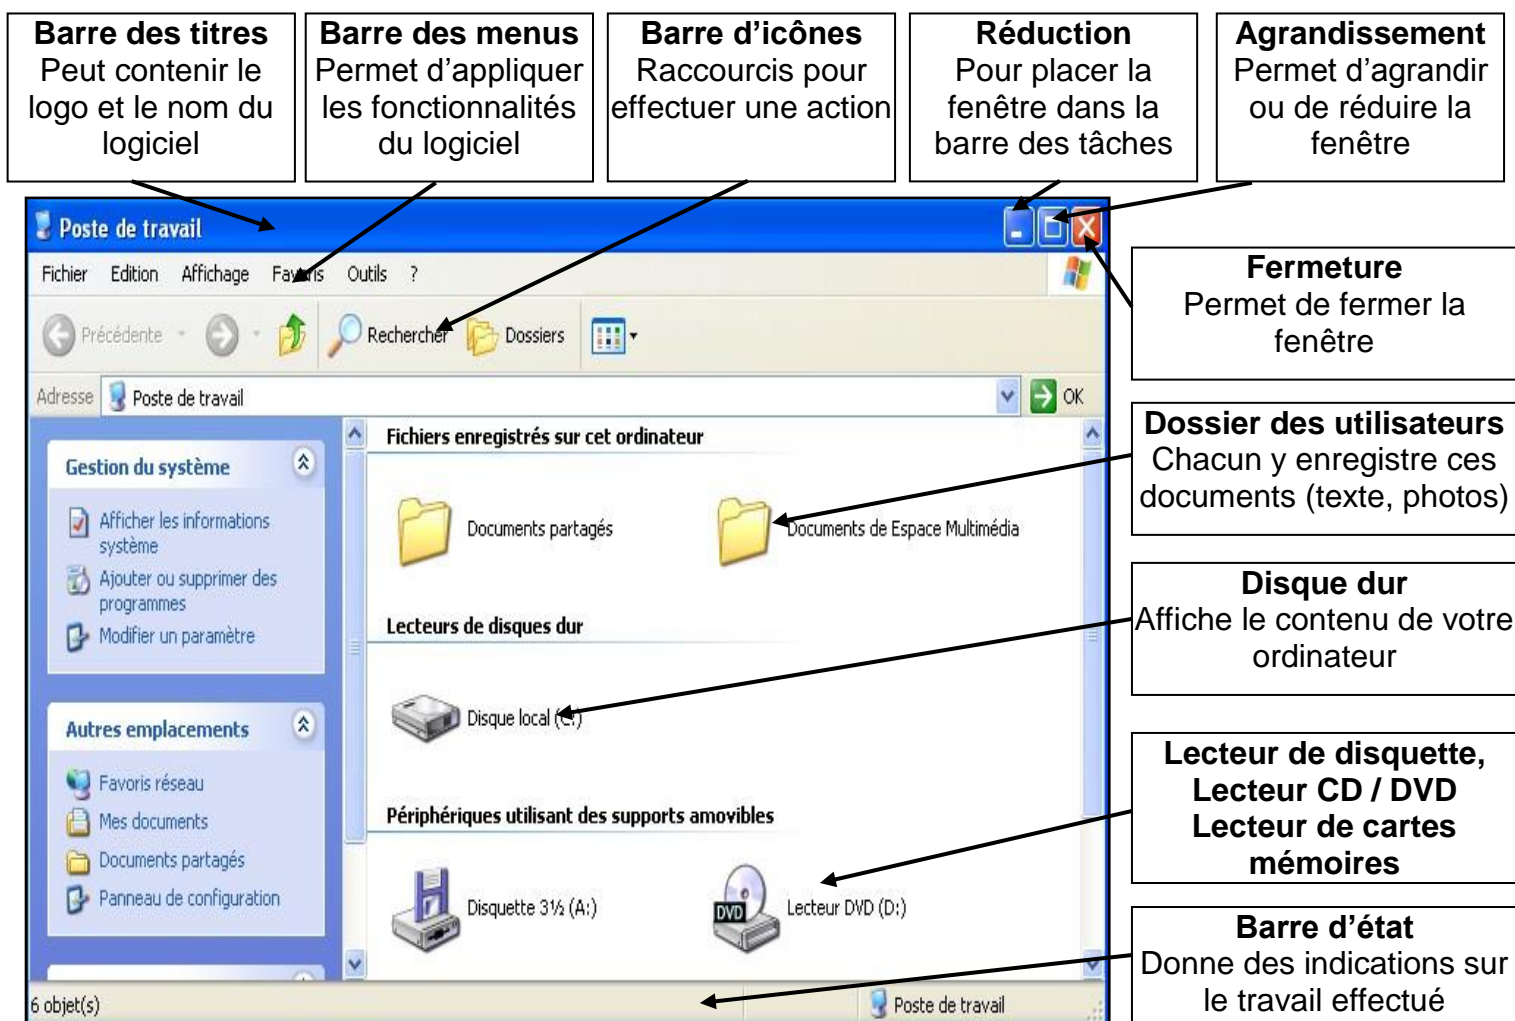 Barre des titres
Peut contenir le
logo et le nom du
logiciel
Barre des menus
Permet d’appliquer
les fonctionnalités
du logiciel
Barre d’icônes
Raccourcis pour
effectuer une action
Réduction
Pour placer la
fenêtre dans la
barre des tâches
Agrandissement
Permet d’agrandir
ou de réduire la
fenêtre
Poste de travail
Fichier Edition Affichage Favoris Outils ?
Précédente Rechercher Dossiers
Adresse Poste de travail OK
Gestion du système
Afficher les informations
système
Ajouter ou supprimer des
programmes
Modifier un paramètre
Autres emplacements
Favoris réseau
Mes documents
Documents partagés
Panneau de configuration
Fichiers enregistrés sur cet ordinateur
Documents partagés
Documents de Espace Multimédia
Lecteurs de disques dur
Disque local (C:)
Périphériques utilisant des supports amovibles
Disquette 3½ (A:)
DVD
Lecteur DVD (D:)
6 objet(s)
Poste de travail
Fermeture
Permet de fermer la
fenêtre
Dossier des utilisateurs
Chacun y enregistre ces
documents (texte, photos)
Disque dur
Affiche le contenu de votre
ordinateur
Lecteur de disquette,
Lecteur CD / DVD
Lecteur de cartes
mémoires
Barre d’état
Donne des indications sur
le travail effectué